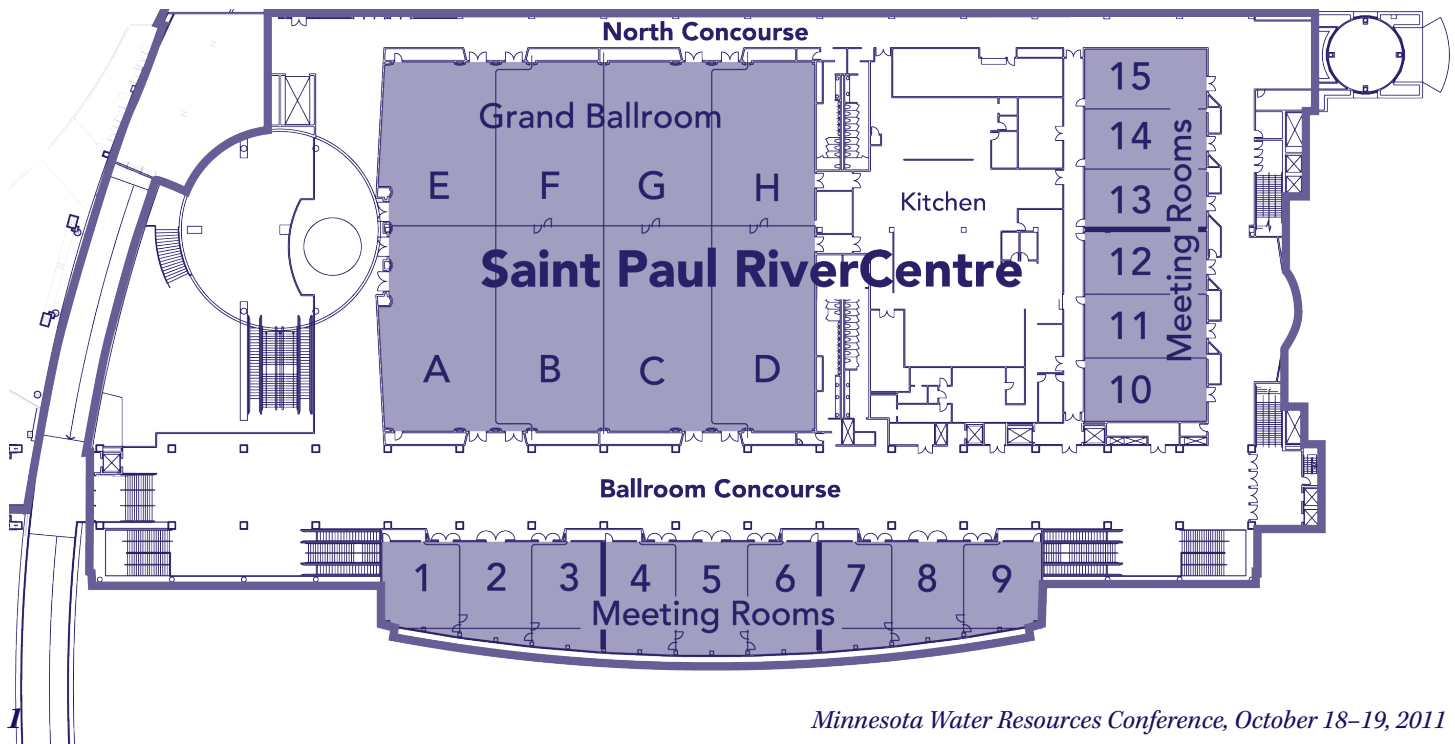 North Concourse
Grand Ballroom
E F G H
Saint Paul RiverCentre
A B C D
Kitchen
15
14
13
12
11
10
Meeting Rooms
Ballroom Concourse
1 2 3 4 5 6 7 8 9
Meeting Rooms
1
Minnesota Water Resources Conference, October 18–19, 2011